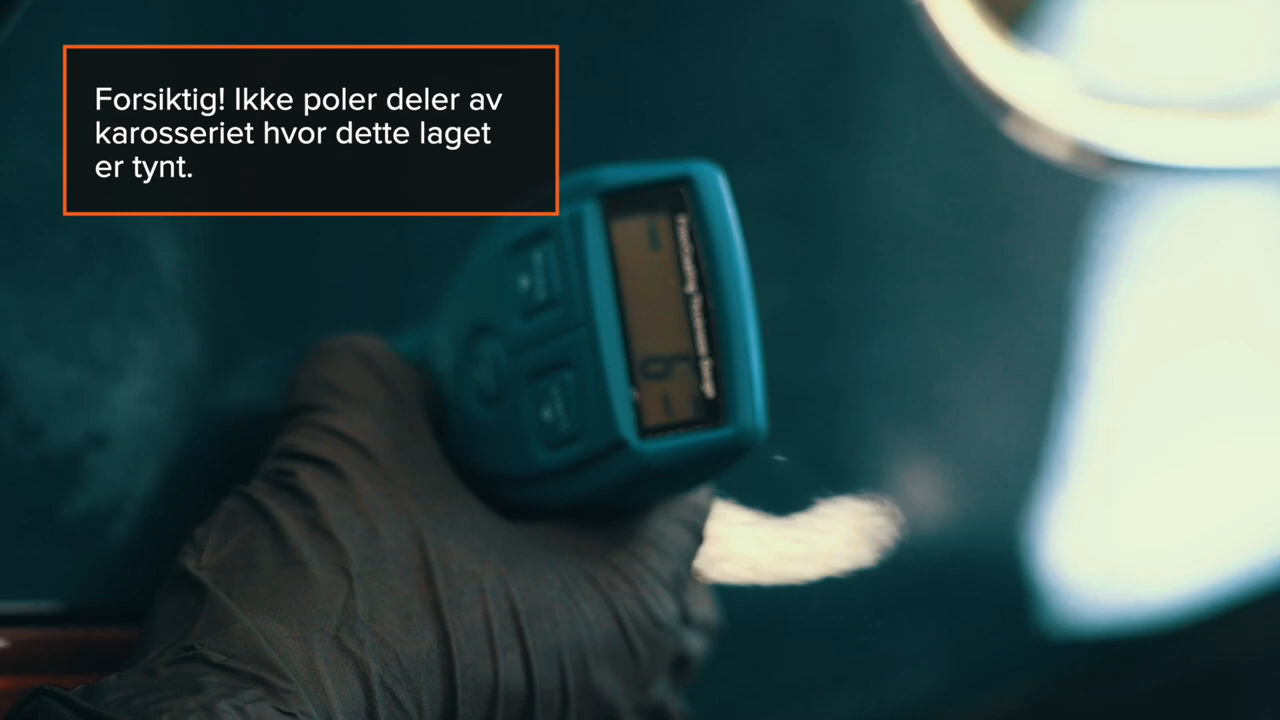 Forsiktig! Ikke poler deler av
karosseriet hvor dette laget
er tynt.